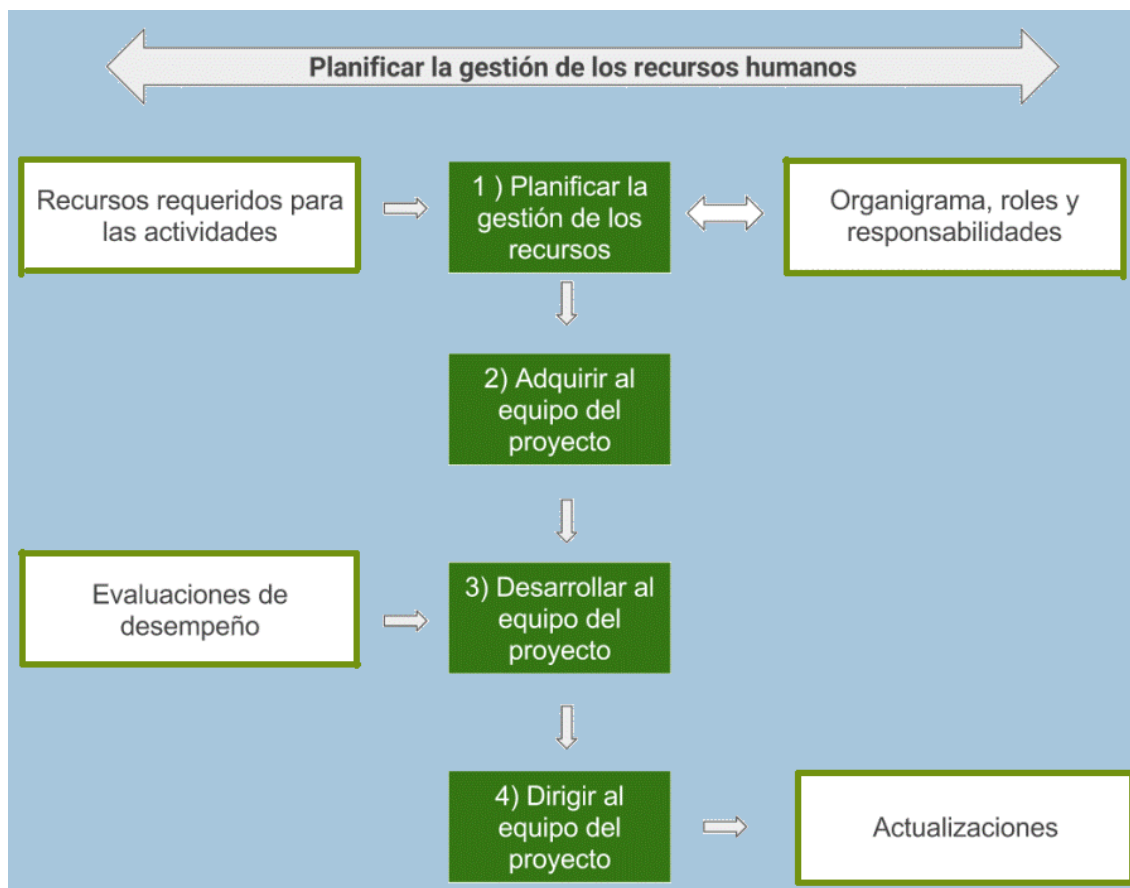 Planificar la gestión de los recursos humanos
Recursos requeridos para
las actividades
1 ) Planificar la
gestión de los
recursos
Organigrama, roles y
responsabilidades
2) Adquirir al
equipo del
proyecto
Evaluaciones de
desempeño
3) Desarrollar al
equipo del
proyecto
4) Dirigir al
equipo del
proyecto
Actualizaciones